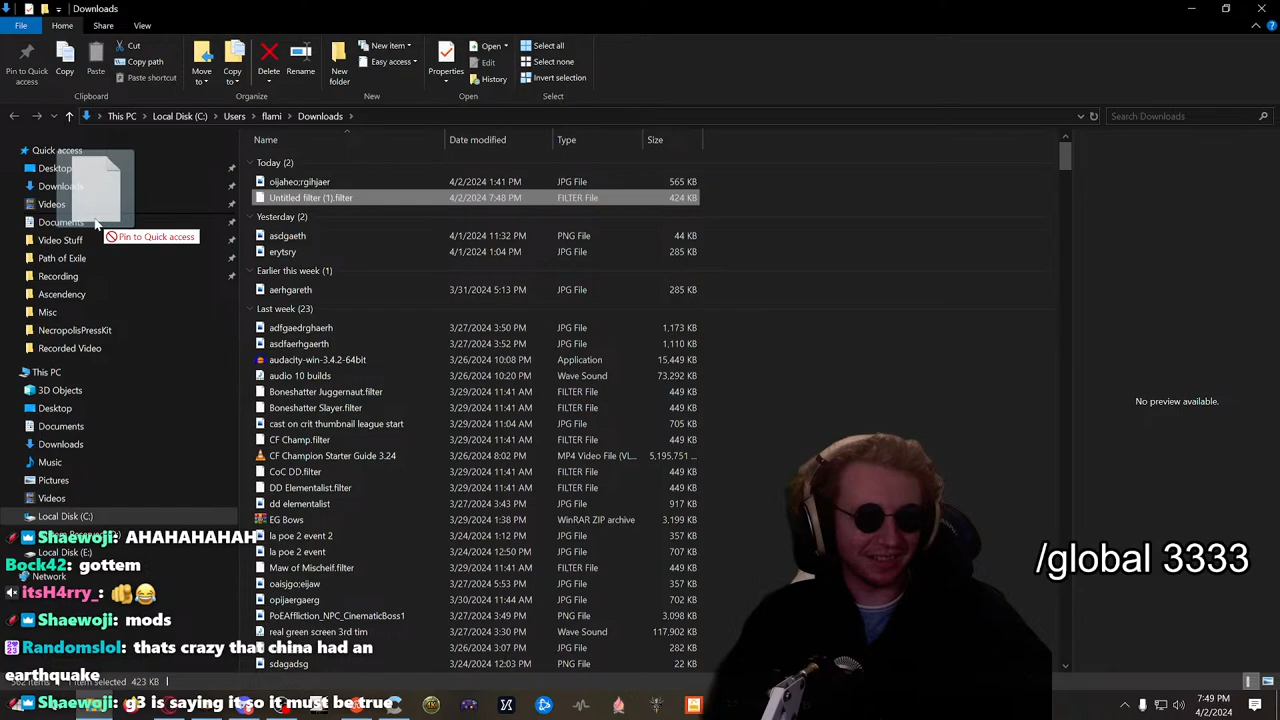 Downloads
File
Home
Share
View
Pin to Quick access
Copy
Paste
Cut
Copy path
Paste shortcut
Clipboard
Move to
Copy to
Delete
Rename
Organize
New folder
New item
Easy access
New
Properties
Open
Edit
History
Open
Select all
Select none
Invert selection
Select
This PC > Local Disk (C:) > Users > flami > Downloads >
Search Downloads
Name Date modified Type Size
Quick access
Desktop
Downloads
Videos
Documents
Pin to Quick access
Video Stuff
Path of Exile
Recording
Ascendency
Misc
NecropolisPressKit
Recorded Video
This PC
3D Objects
Desktop
Documents
Downloads
Music
Pictures
Videos
Local Disk (C:)
Local Disk (E:)
Network
Today (2)
oijaheo;rgihjaer 4/2/2024 1:41 PM JPG File 565 KB
Untitled filter (1).filter 4/2/2024 7:48 PM FILTER File 424 KB
Yesterday (2)
asdgaeth 4/1/2024 11:32 PM PNG File 44 KB
erytsry 4/1/2024 1:04 PM JPG File 285 KB
Earlier this week (1)
aerhgareth 3/31/2024 5:13 PM JPG File 285 KB
Last week (23)
adfgaedrghaerh 3/27/2024 3:50 PM JPG File 1,173 KB
asdfaerhgaerth 3/27/2024 3:52 PM JPG File 1,110 KB
audacity-win-3.4.2-64bit 3/26/2024 10:08 PM Application 15,449 KB
audio 10 builds 3/26/2024 10:20 PM Wave Sound 73,292 KB
Boneshatter Juggernaut.filter 3/29/2024 11:41 AM FILTER File 449 KB
Boneshatter Slayer.filter 3/29/2024 11:41 AM FILTER File 449 KB
cast on crit thumbnail league start 3/29/2024 11:04 AM JPG File 705 KB
CF Champ.filter 3/29/2024 11:41 AM FILTER File 449 KB
CF Champion Starter Guide 3.24 3/26/2024 8:02 PM MP4 Video File (VL... 5,195,751 ...
CoC DD.filter 3/29/2024 11:41 AM FILTER File 449 KB
DD Elementalist.filter 3/29/2024 11:41 AM FILTER File 449 KB
dd elementalist 3/27/2024 3:43 PM JPG File 917 KB
EG Bows 3/29/2024 1:38 PM WinRAR ZIP archive 3,199 KB
la poe 2 event 2 3/24/2024 1:12 PM JPG File 357 KB
la poe 2 event 3/24/2024 12:50 PM JPG File 707 KB
Maw of Mischeif.filter 3/29/2024 11:41 AM FILTER File 449 KB
oaisjgo;eijaw 3/27/2024 5:53 PM JPG File 357 KB
opijaergaerg 3/30/2024 11:44 AM JPG File 702 KB
PoEAffliction_NPC_CinematicBoss1 3/27/2024 3:49 PM JPG File 3,098 KB
real green screen 3rd tim 3/27/2024 3:30 PM Wave Sound 117,902 KB
3/26/2024 3:07 PM JPG File 282 KB
sdagadsg 3/24/2024 12:03 PM JPG File 22 KB
No preview available.
/global 3333
Shaewoji: AHAHAHAHAH
Bock42: gottem
itsH4rry_:
Shaewoji: mods
Randomslol: thats crazy that china had an
earthquake
Shaewoji: g3 is saying it so it must be true
1 item selected 423 KB
7:49 PM
4/2/2024